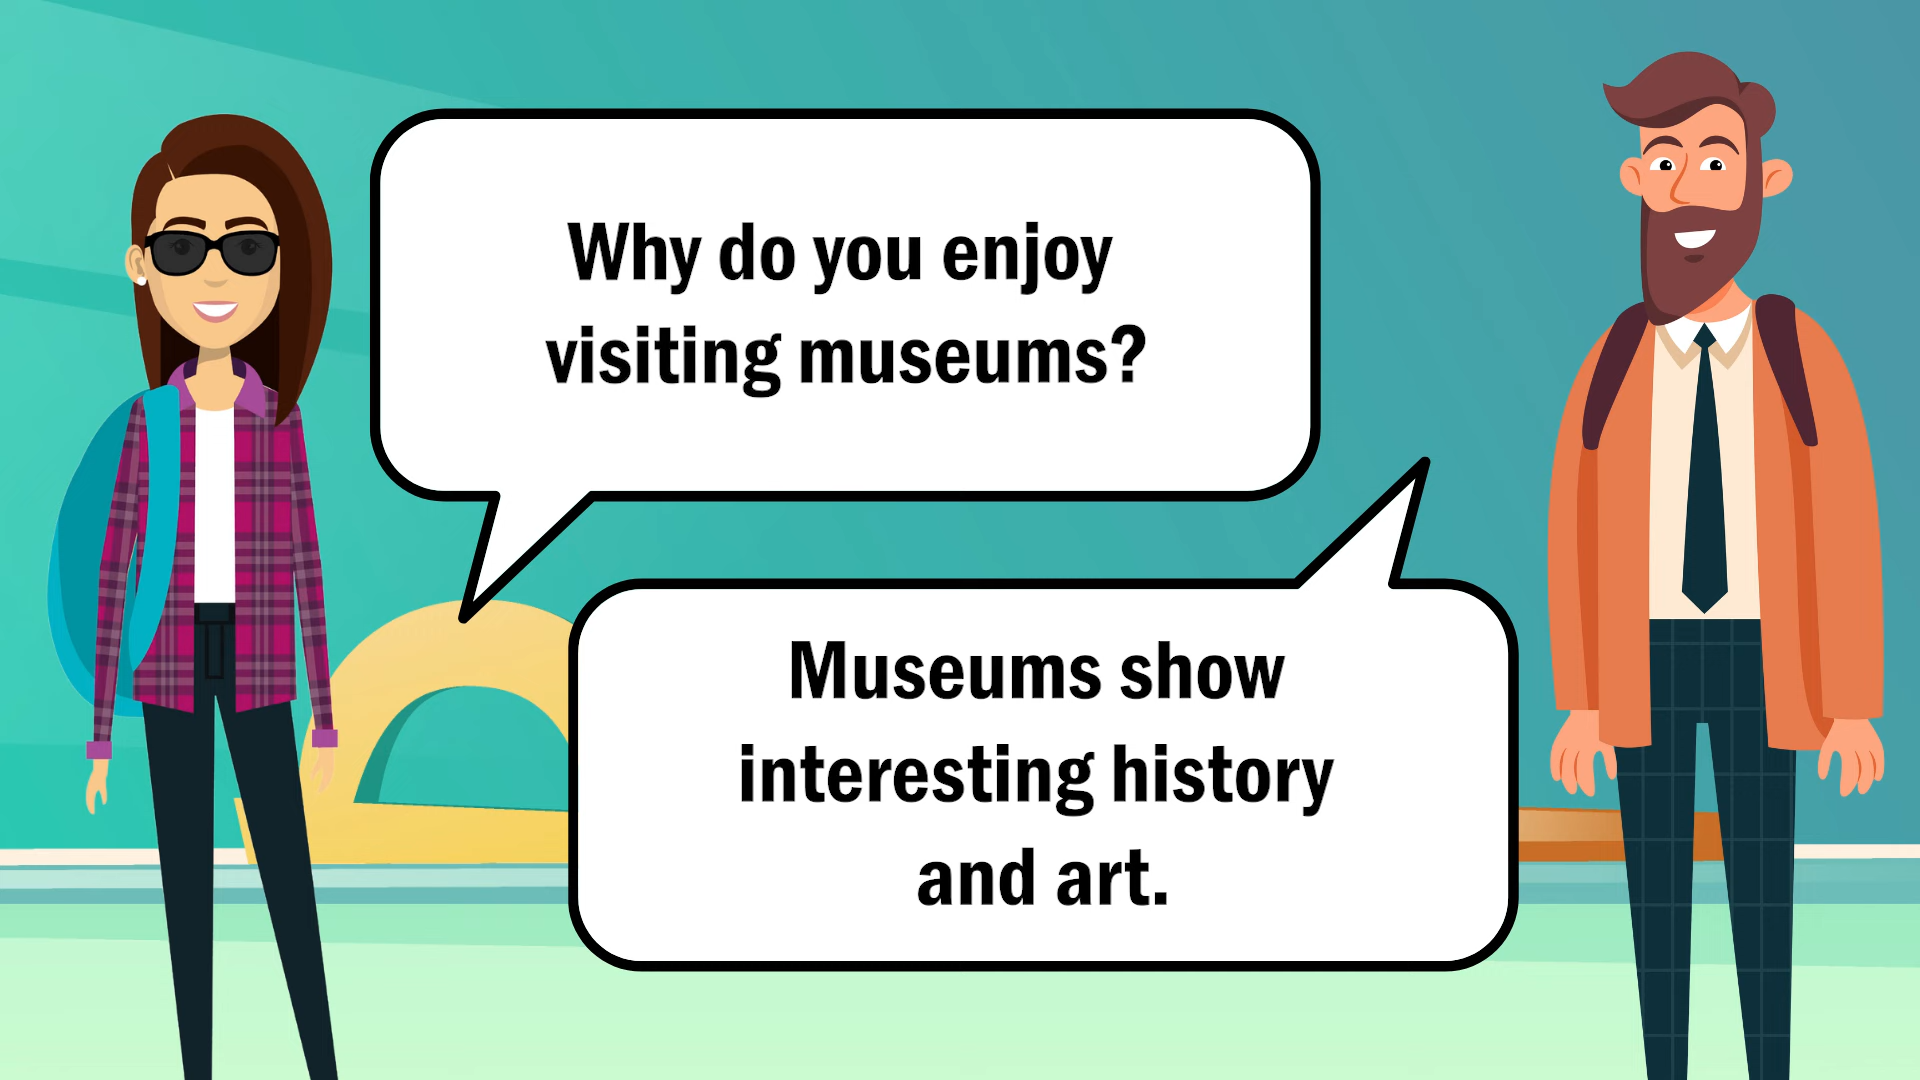 Why do you enjoy
visiting museums?
Museums show
interesting history
and art.